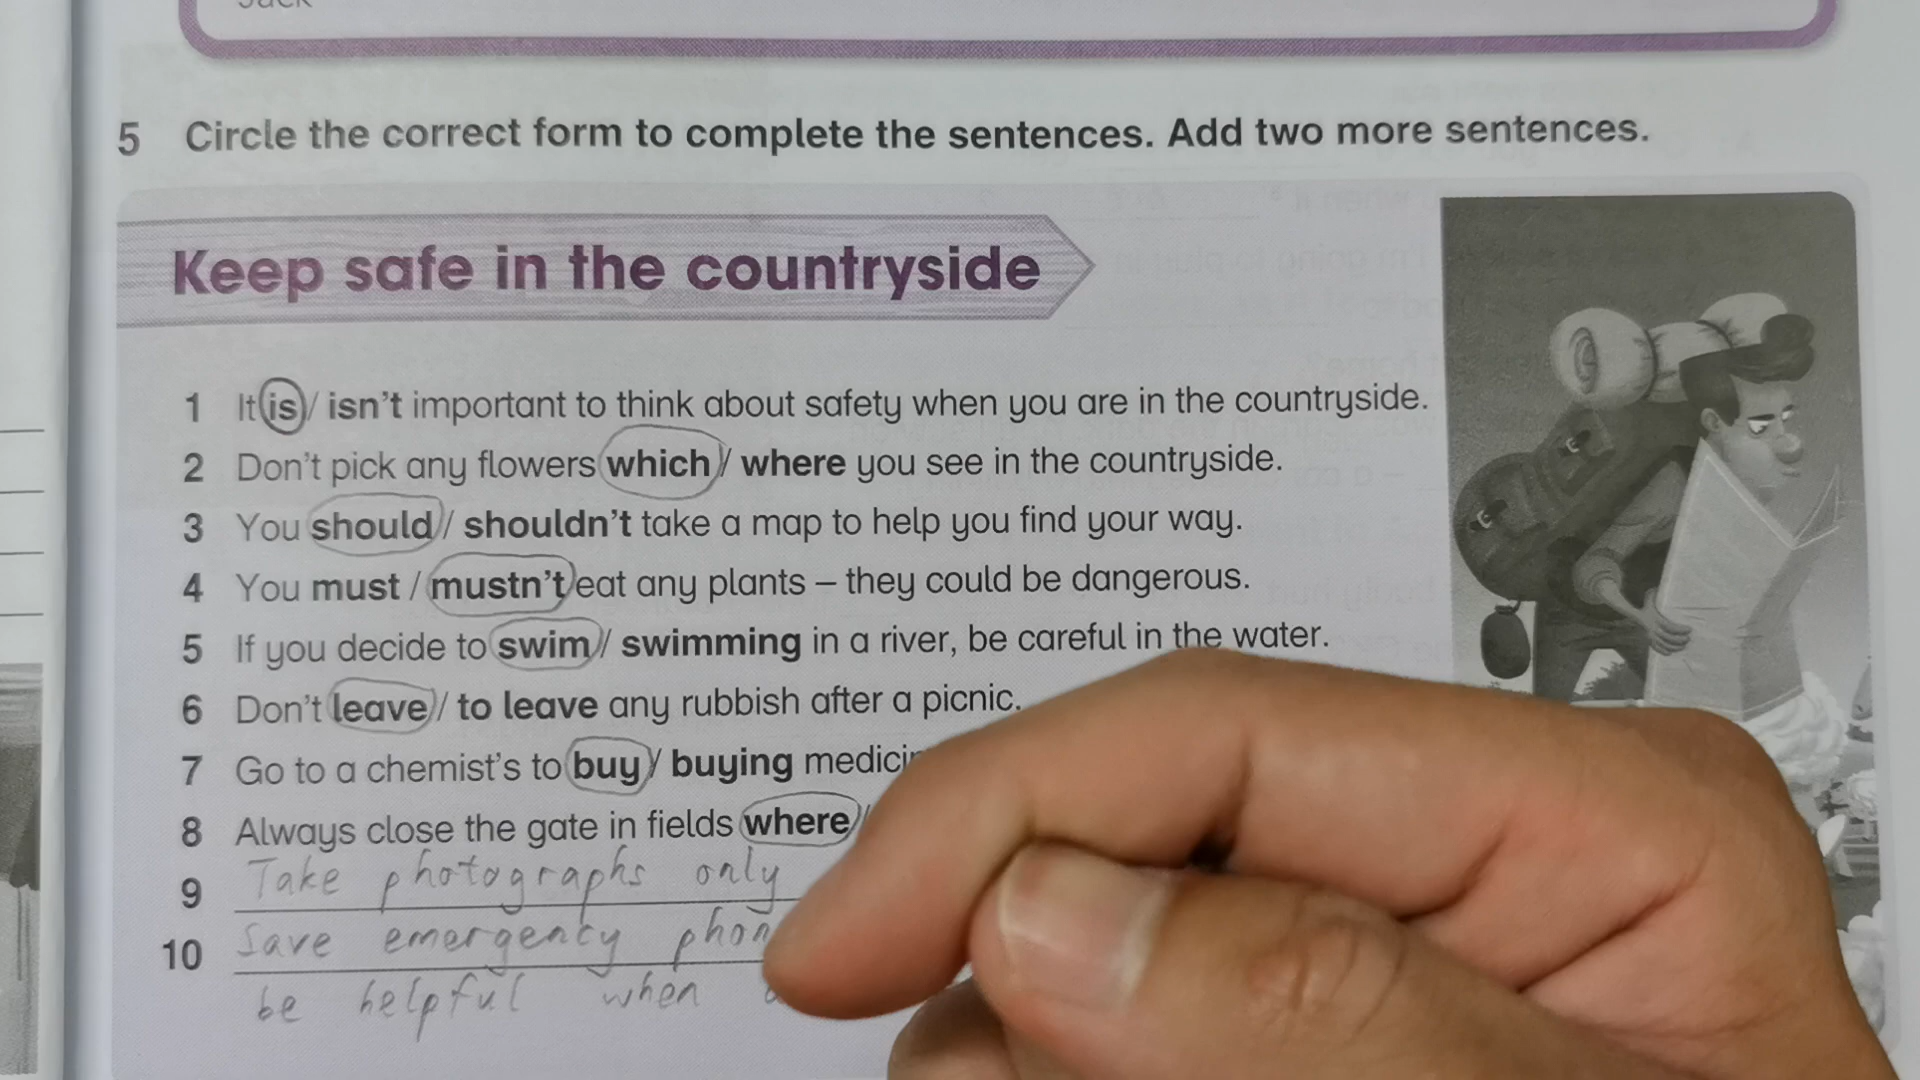 5 Circle the correct form to complete the sentences. Add two more sentences.
Keep safe in the countryside
1 It is / isn't important to think about safety when you are in the countryside.
2 Don't pick any flowers which / where you see in the countryside.
3 You should / shouldn't take a map to help you find your way.
4 You must / mustn't eat any plants – they could be dangerous.
5 If you decide to swim / swimming in a river, be careful in the water.
6 Don't leave / to leave any rubbish after a picnic.
7 Go to a chemist's to buy / buying
8 Always close the gate in fields where /
9 Take photographs only
10 Save emergency
be helpful when